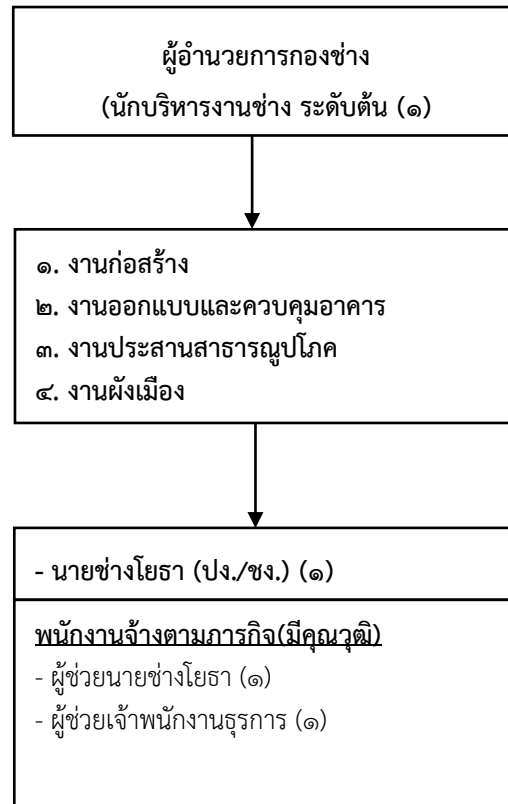 ผู้อำนวยการกองช่าง
(นักบริหารงานช่าง ระดับต้น (๑)
๑. งานก่อสร้าง
๒. งานออกแบบและควบคุมอาคาร
๓. งานประสานสาธารณูปโภค
๔. งานผังเมือง
- นายช่างโยธา (ปง./ชง.) (๑)
พนักงานจ้างตามภารกิจ(มีคุณวุฒิ)
- ผู้ช่วยนายช่างโยธา (๑)
- ผู้ช่วยเจ้าพนักงานธุรการ (๑)